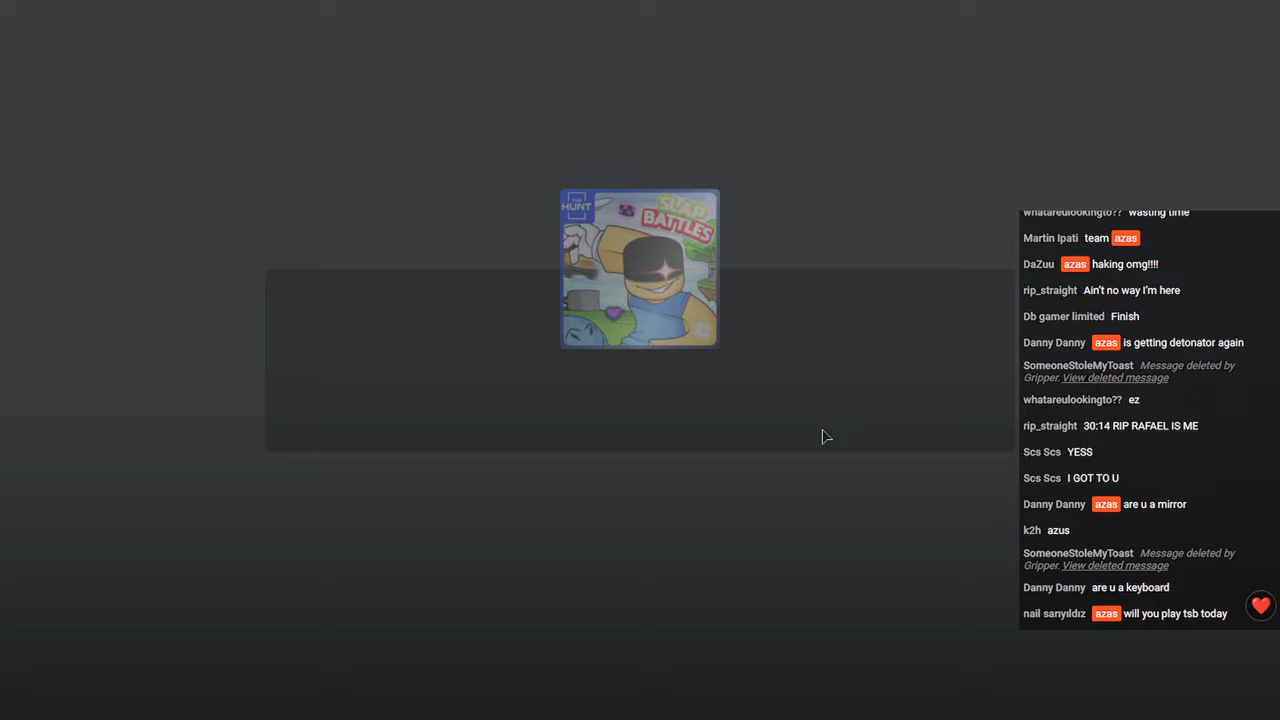 THE
HUNT
SLAP
BATTLES
whatareulookingto?? wasting time
Martin Ipati team azas
DaZuu azas haking omg!!!!
rip_straight Ain't no way I'm here
Db gamer limited Finish
Danny Danny azas is getting detonator again
SomeoneStoleMyToast Message deleted by
Gripper. View deleted message
whatareulookingto?? ez
rip_straight 30:14 RIP RAFAEL IS ME
Scs Scs YESS
Scs Scs I GOT TO U
Danny Danny azas are u a mirror
k2h azus
SomeoneStoleMyToast Message deleted by
Gripper. View deleted message
Danny Danny are u a keyboard
nail sarıyıldız azas will you play tsb today